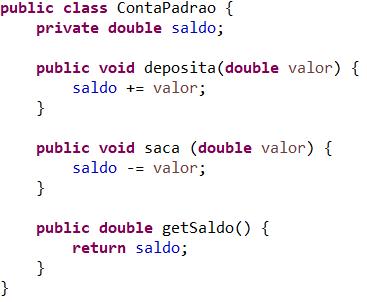 public class ContaPadrao {
private double saldo;
public void deposita(double valor) {
saldo += valor;
}
public void saca (double valor) {
saldo -= valor;
}
public double getSaldo() {
return saldo;
}
}